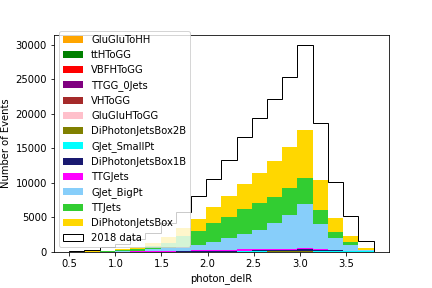 30000
25000
20000
15000
10000
5000
0
Number of Events
GluGluToHH
ttHToGG
VBFHToGG
TTGG_0Jets
VHToGG
GluGluHToGG
DiPhotonJetsBox2B
GJet_SmallPt
DiPhotonJetsBox1B
TTGJets
GJet_BigPt
TTJets
DiPhotonJetsBox
2018 data
0.5 1.0 1.5 2.0 2.5 3.0 3.5
photon_delR